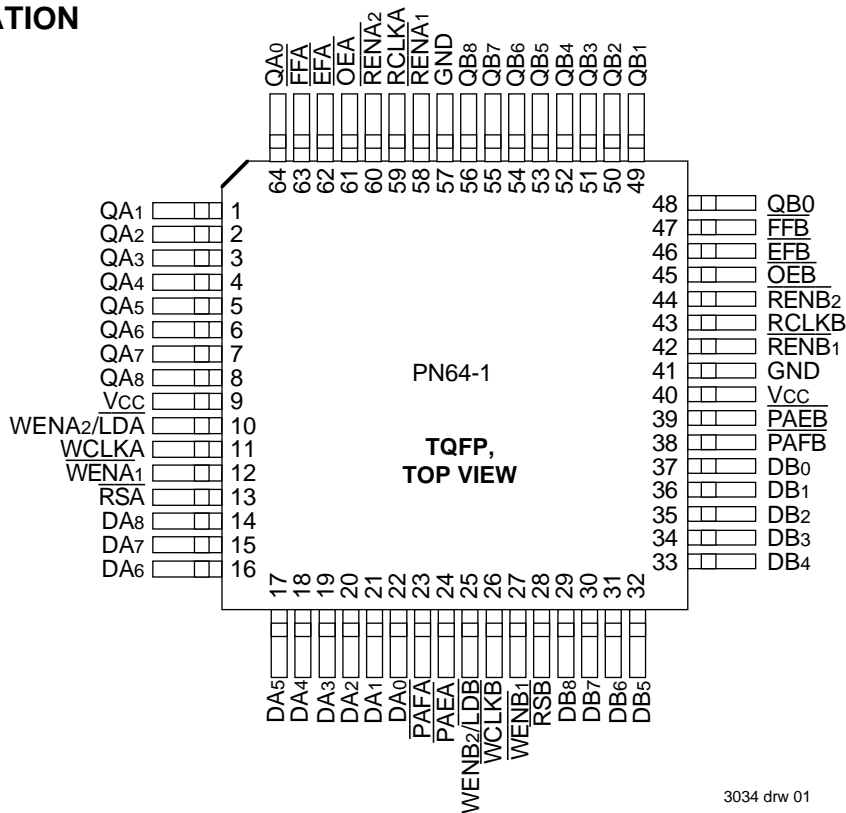 ATION
QA0
FFA
EFA
OEA
RENA2
RCLKA
RENA1
GND
QB8
QB7
QB6
QB5
QB4
QB3
QB2
QB1
64
63
62
61
60
59
58
57
56
55
54
53
52
51
50
49
QA1 1
QA2 2
QA3 3
QA4 4
QA5 5
QA6 6
QA7 7
QA8 8
VCC 9
WENA2/LDA 10
WCLKA 11
WENA1 12
RSA 13
DA8 14
DA7 15
DA6 16
PN64-1
TQFP,
TOP VIEW
48 QB0
47 FFB
46 EFB
45 OEB
44 RENB2
43 RCLKB
42 RENB1
41 GND
40 VCC
39 PAEB
38 PAFB
37 DB0
36 DB1
35 DB2
34 DB3
33 DB4
17
18
19
20
21
22
23
24
25
26
27
28
29
30
31
32
DA5
DA4
DA3
DA2
DA1
DA0
PAFA
PAEA
WENB2/LDB
WCLKB
WENB1
RSB
DB8
DB7
DB6
DB5
3034 drw 01